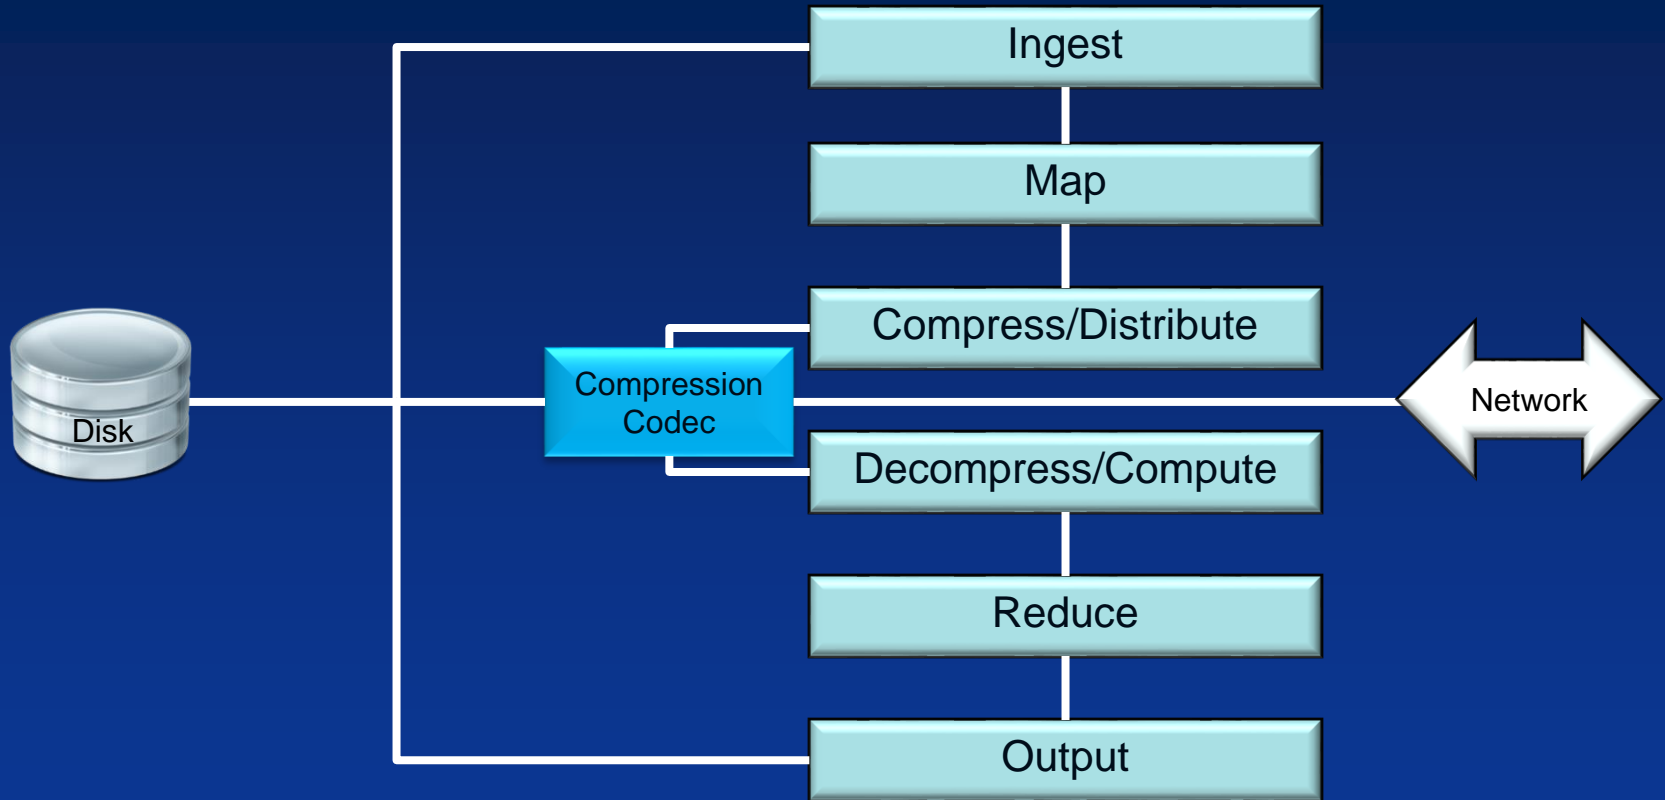 Ingest
Map
Compress/Distribute
Compression
Codec
Disk
Network
Decompress/Compute
Reduce
Output